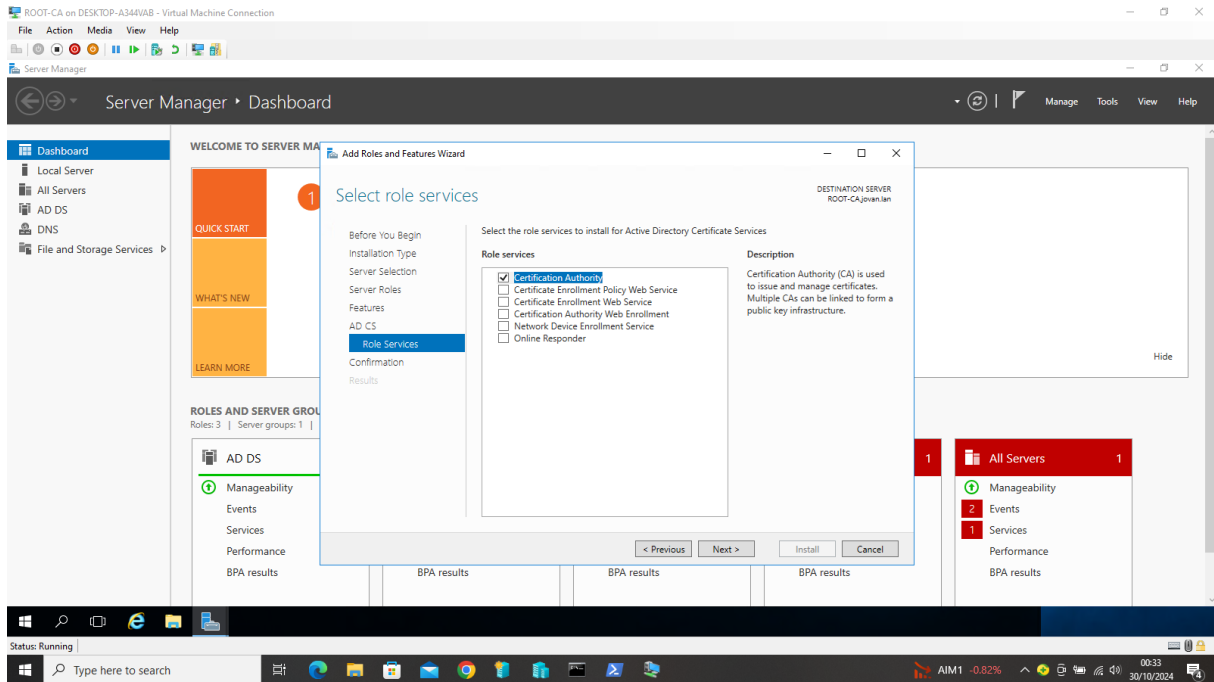 ROOT-CA on DESKTOP-A344VAB - Virtual Machine Connection
File Action Media View Help
Server Manager
Server Manager • Dashboard
Manage Tools View Help
Dashboard
Local Server
All Servers
AD DS
DNS
File and Storage Services
WELCOME TO SERVER MA
QUICK START
WHAT'S NEW
LEARN MORE
1
Hide
ROLES AND SERVER GROU
Roles: 3 | Server groups: 1 |
AD DS
Manageability
Events
Services
Performance
BPA results
BPA results
BPA results
1
BPA results
All Servers 1
Manageability
2 Events
1 Services
Performance
BPA results
Add Roles and Features Wizard
Select role services
DESTINATION SERVER
ROOT-CA.jovan.lan
Before You Begin
Installation Type
Server Selection
Server Roles
Features
AD CS
Role Services
Confirmation
Results
Select the role services to install for Active Directory Certificate Services
Role services
Certification Authority
Certificate Enrollment Policy Web Service
Certificate Enrollment Web Service
Certification Authority Web Enrollment
Network Device Enrollment Service
Online Responder
Description
Certification Authority (CA) is used
to issue and manage certificates.
Multiple CAs can be linked to form a
public key infrastructure.
< Previous Next > Install Cancel
Status: Running
Type here to search
AIM1 -0.82%
00:33
30/10/2024
4